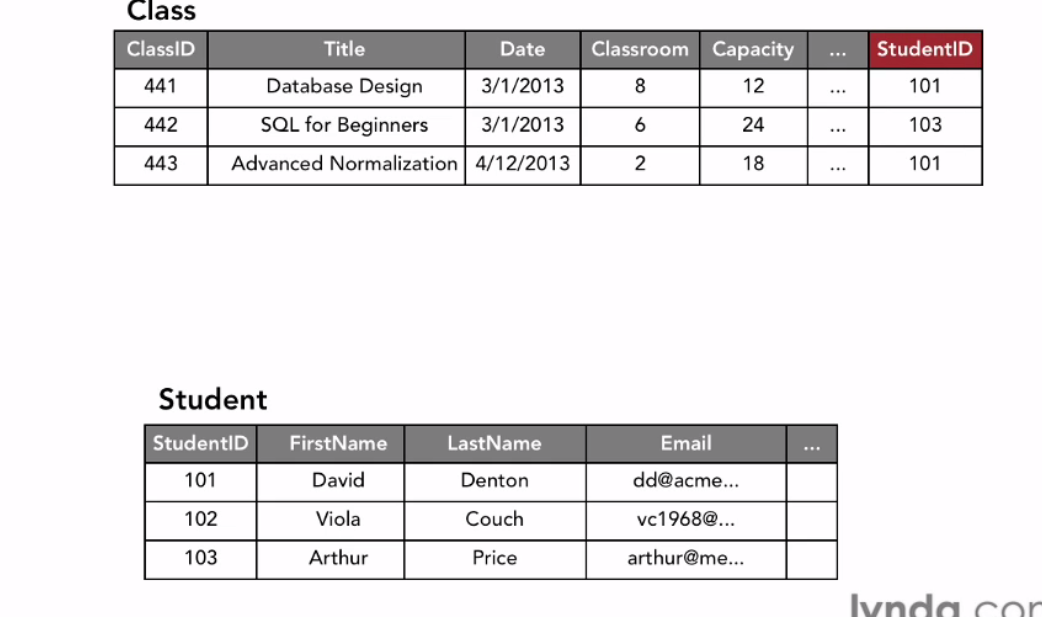 Class
ClassID Title Date Classroom Capacity ... StudentID
441 Database Design 3/1/2013 8 12 ... 101
442 SQL for Beginners 3/1/2013 6 24 ... 103
443 Advanced Normalization 4/12/2013 2 18 ... 101
Student
StudentID FirstName LastName Email ...
101 David Denton dd@acme...
102 Viola Couch vc1968@...
103 Arthur Price arthur@me...
lynda.com